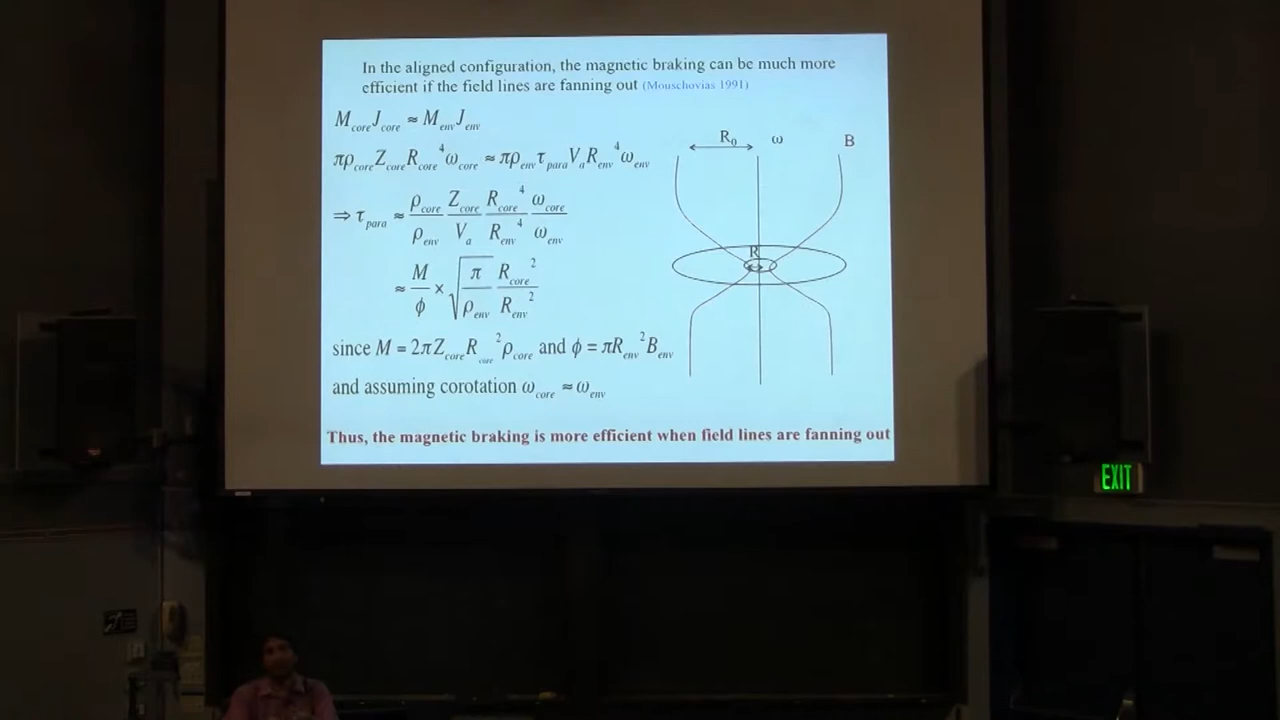 In the aligned configuration, the magnetic braking can be much more
efficient if the field lines are fanning out (Mouschovias 1991)
M_core J_core ≈ M_env J_env
πρ_core Z_core R_core^4 ω_core ≈ πρ_env τ_para V_a R_env^4 ω_env
⇒ τ_para ≈ ρ_core/ρ_env Z_core/V_a R_core^4/R_env^4 ω_core/ω_env
≈ M/ϕ × √(π/ρ_env) R_core^2/R_env^2
since M = 2πZ_core R_core^2 ρ_core and ϕ = πR_env^2 B_env
and assuming corotation ω_core ≈ ω_env
Thus, the magnetic braking is more efficient when field lines are fanning out
R_0 ω B
R
EXIT